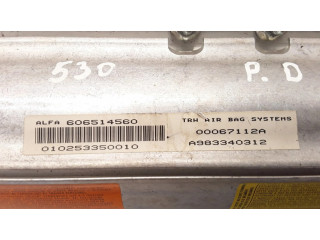 530
P.D
ALFA 606514560
TRW AIR BAG SYSTEMS
00067112A
010253350010
A983340312